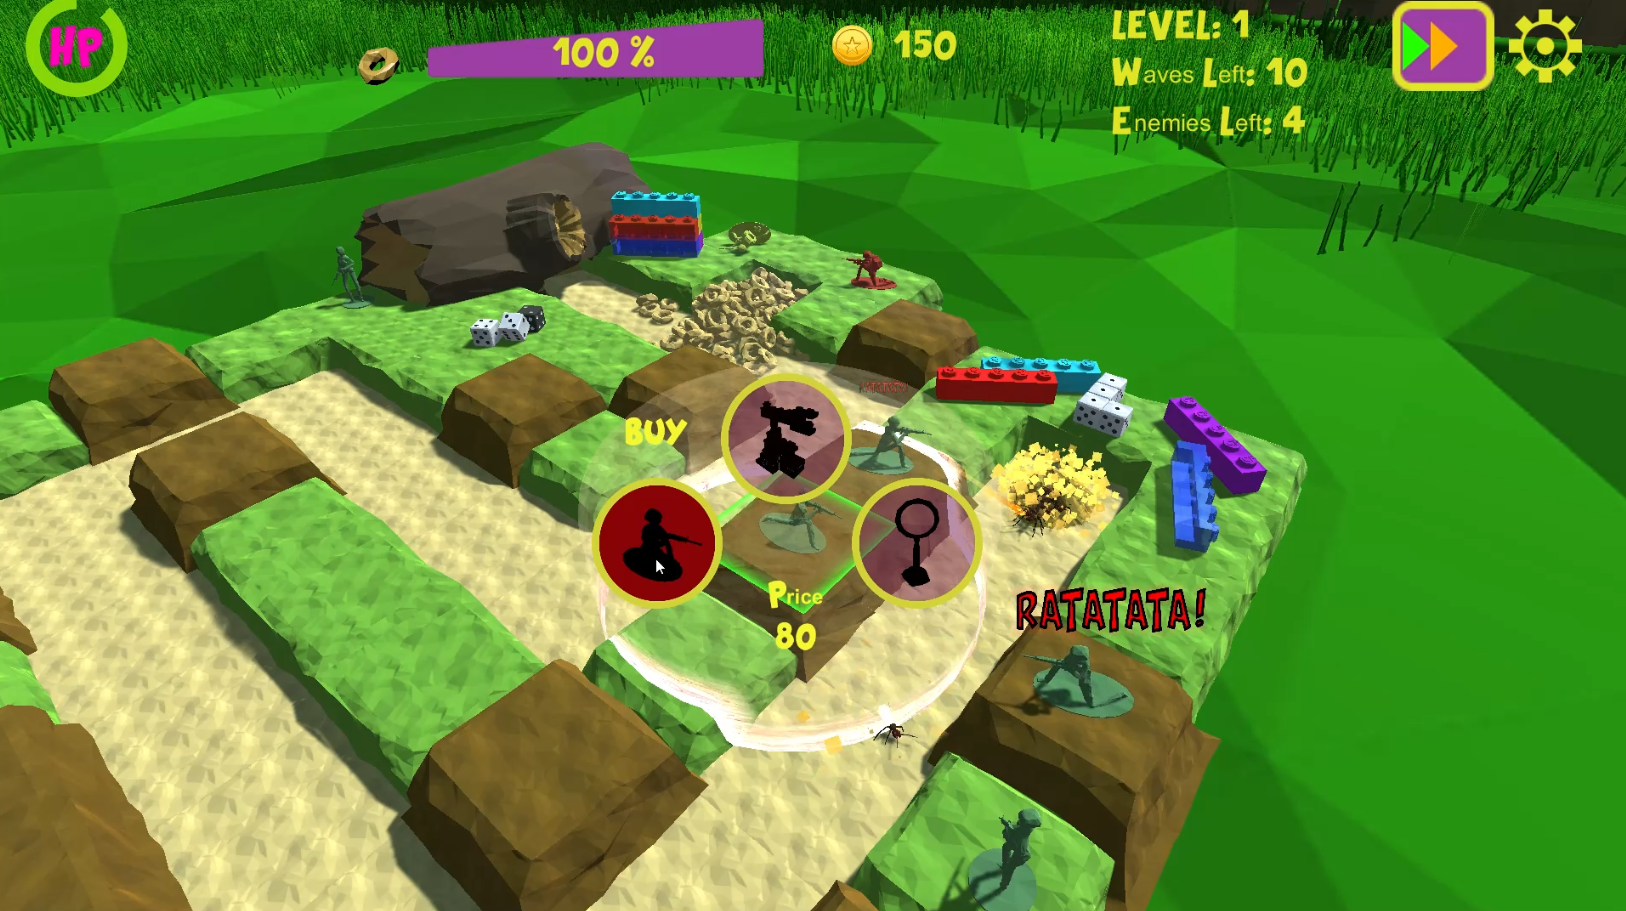 HP
100 %
150
LEVEL: 1
Waves Left: 10
Enemies Left: 4
BUY
Price
80
RATATATA!